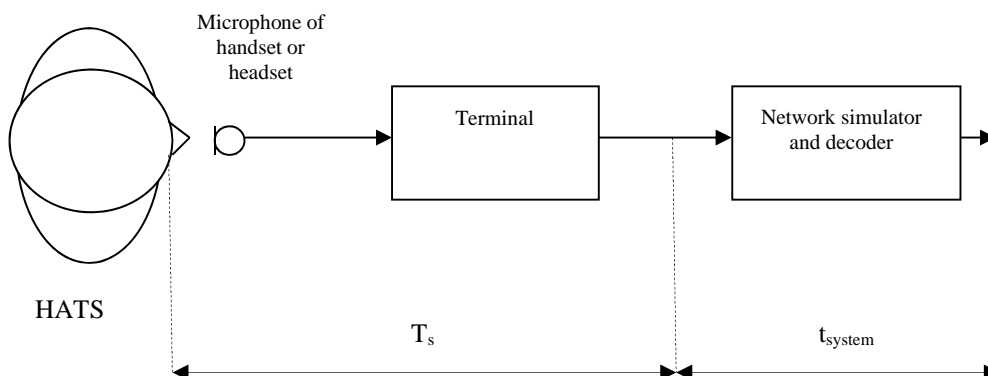 Microphone of
handset or
headset
Terminal
Network simulator
and decoder
HATS
Ts
tsystem